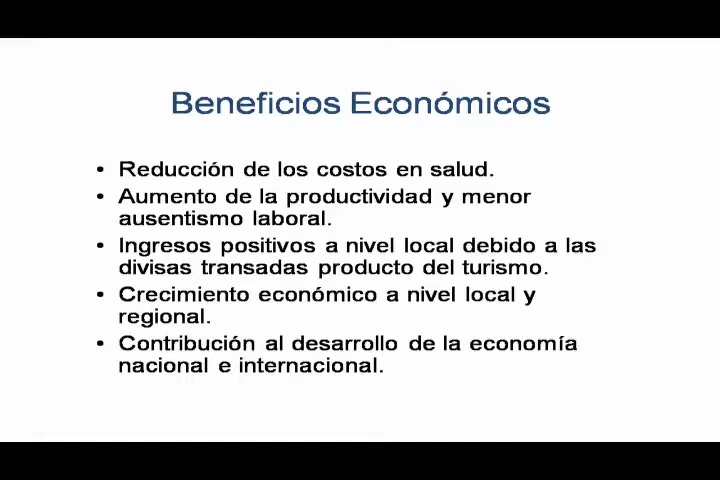 Beneficios Económicos
• Reducción de los costos en salud.
• Aumento de la productividad y menor
ausentismo laboral.
• Ingresos positivos a nivel local debido a las
divisas transadas producto del turismo.
• Crecimiento económico a nivel local y
regional.
• Contribución al desarrollo de la economía
nacional e internacional.